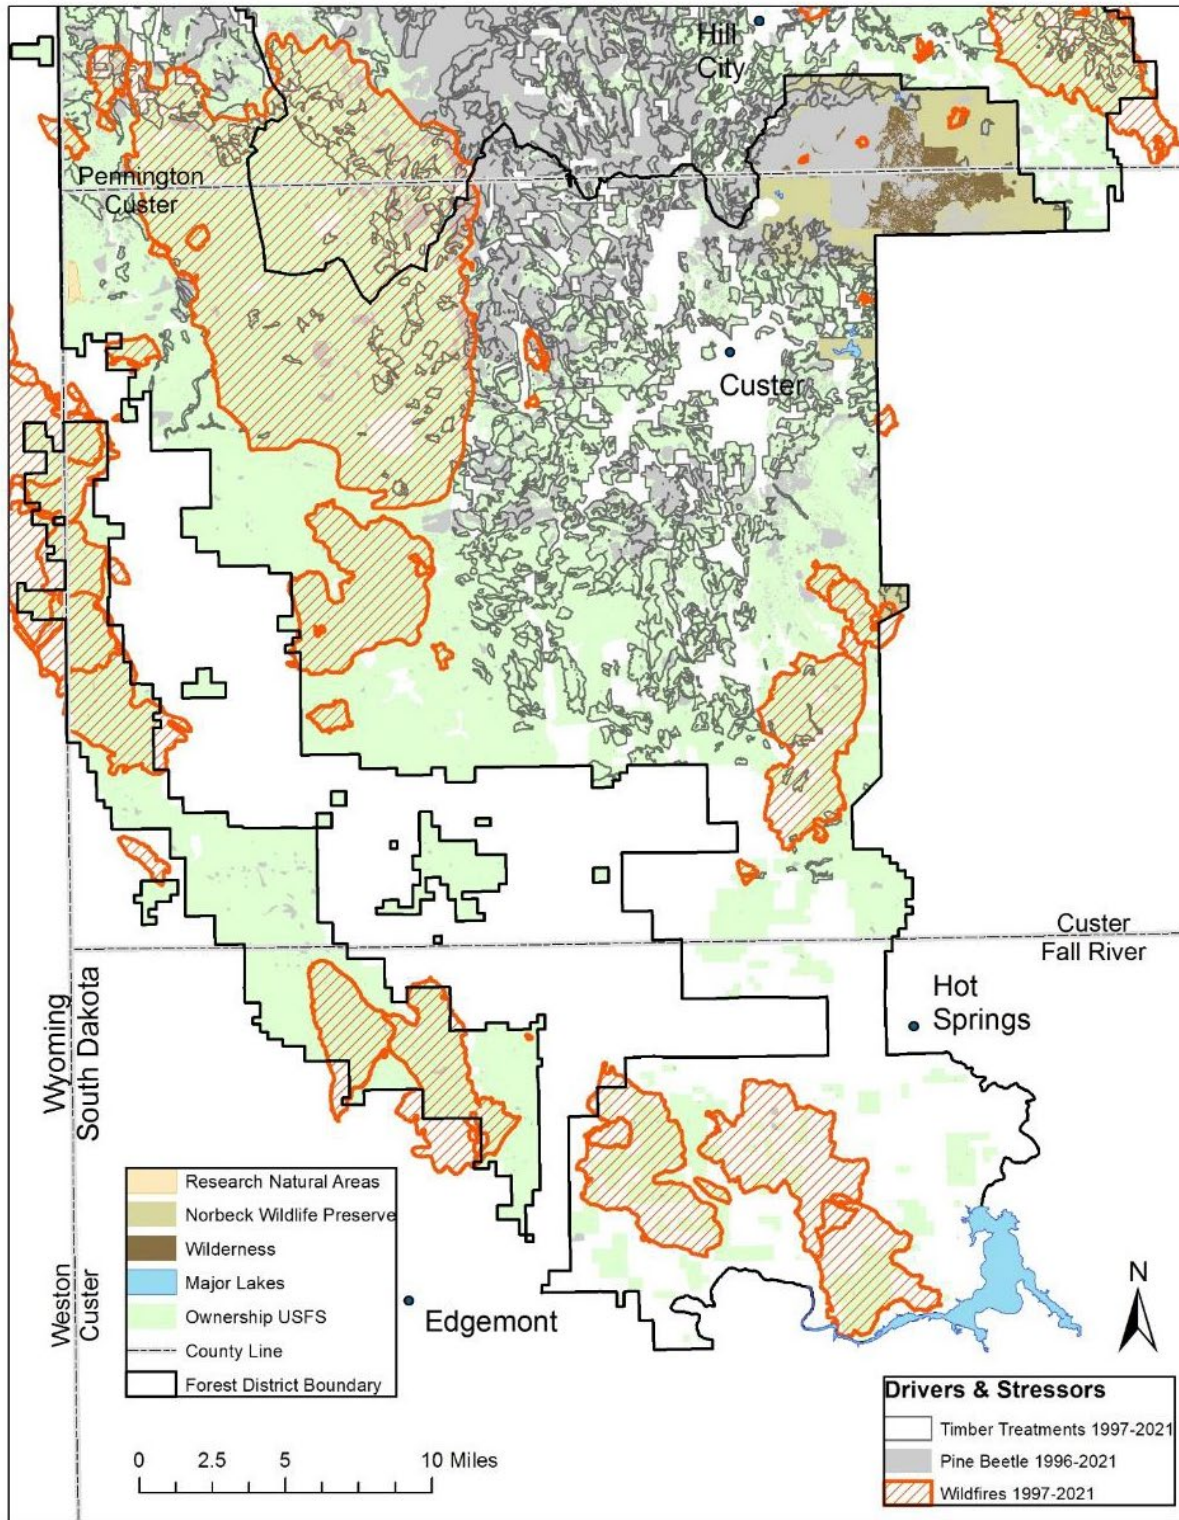 Hill
City
Pennington
Custer
Custer
Custer
Fall River
Hot
Springs
Wyoming
South Dakota
Weston
Custer
Edgemont
Research Natural Areas
Norbeck Wildlife Preserve
Wilderness
Major Lakes
Ownership USFS
County Line
Forest District Boundary
N
0 2.5 5 10 Miles
Drivers & Stressors
Timber Treatments 1997-2021
Pine Beetle 1996-2021
Wildfires 1997-2021